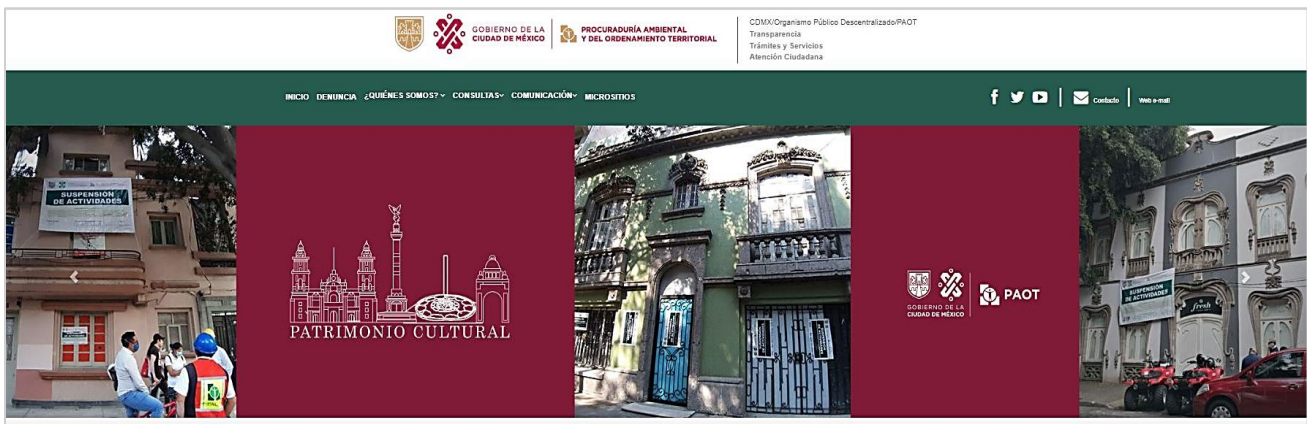 GOBIERNO DE LA
CIUDAD DE MÉXICO
PROCURADURÍA AMBIENTAL
Y DEL ORDENAMIENTO TERRITORIAL
CDMX/Organismo Público Descentralizado/PAOT
Transparencia
Trámites y Servicios
Atención Ciudadana
INICIO DENUNCIA ¿QUIÉNES SOMOS? CONSULTAS COMUNICACIÓN MICROSITIOS
Contacto
Web e-mail
SUSPENSIÓN
DE ACTIVIDADES
PATRIMONIO CULTURAL
GOBIERNO DE LA
CIUDAD DE MÉXICO
PAOT
SUSPENSIÓN
DE ACTIVIDADES
fresh